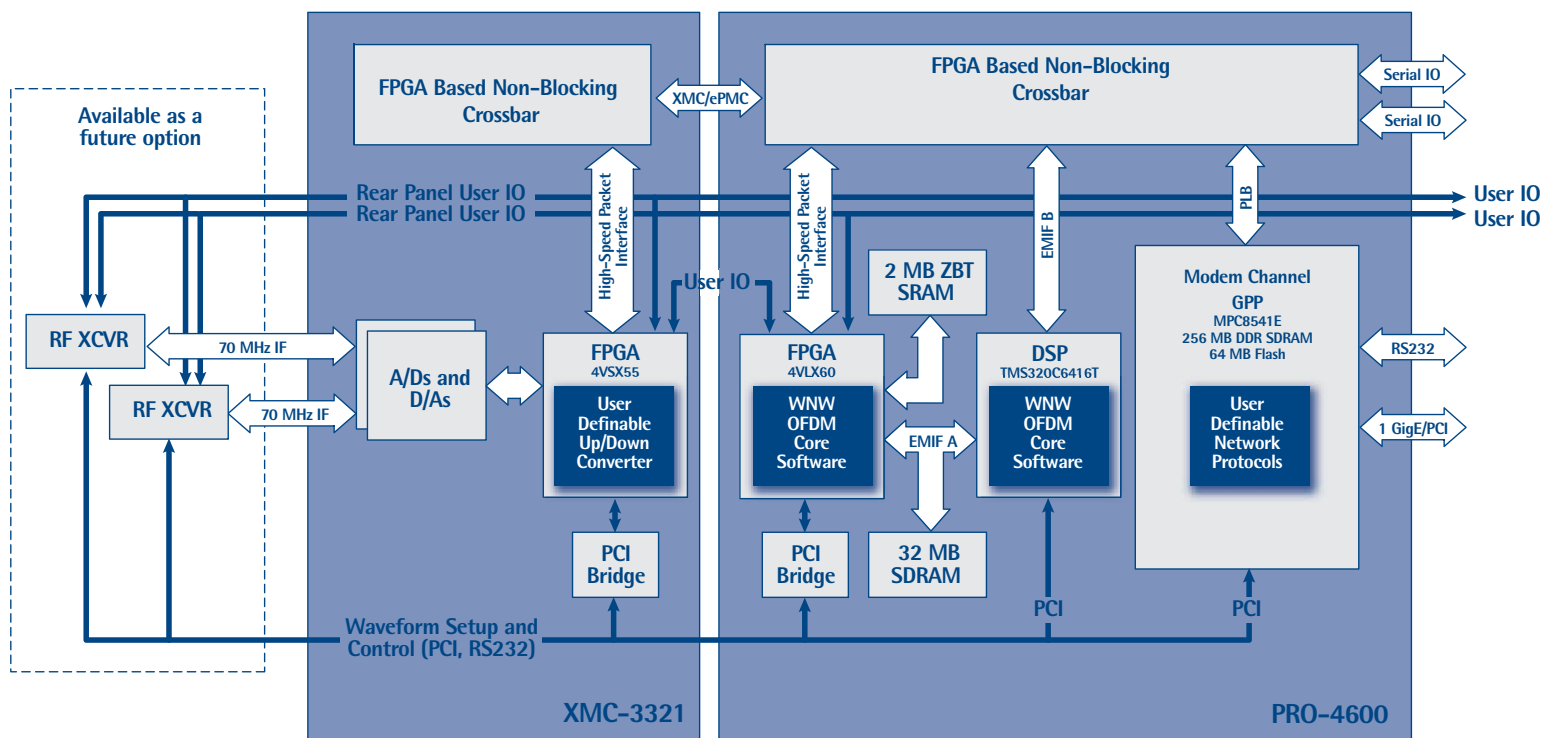 Available as a
future option
RF XCVR
RF XCVR
70 MHz IF
70 MHz IF
FPGA Based Non-Blocking
Crossbar
XMC/ePMC
FPGA Based Non-Blocking
Crossbar
Serial IO
Serial IO
Rear Panel User IO
Rear Panel User IO
User IO
User IO
High-Speed Packet
Interface
High-Speed Packet
Interface
EMIF B
PLB
User IO
A/Ds and
D/As
FPGA
4VSX55
User
Definable
Up/Down
Converter
FPGA
4VLX60
WNW
OFDM
Core
Software
2 MB ZBT
SRAM
EMIF A
32 MB
SDRAM
DSP
TMS320C6416T
WNW
OFDM
Core
Software
Modem Channel
GPP
MPC8541E
256 MB DDR SDRAM
64 MB Flash
User
Definable
Network
Protocols
RS232
1 GigE/PCI
PCI
Bridge
PCI
Bridge
PCI
PCI
Waveform Setup and
Control (PCI, RS232)
XMC-3321
PRO-4600